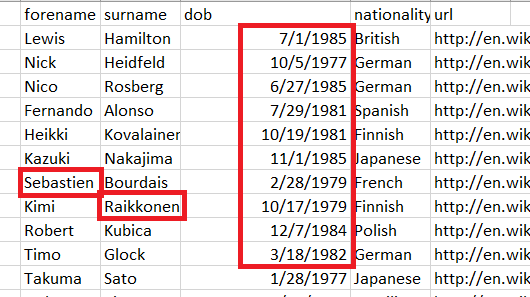 forename surname dob nationality url
Lewis Hamilton 7/1/1985 British http://en.wik
Nick Heidfeld 10/5/1977 German http://en.wik
Nico Rosberg 6/27/1985 German http://en.wik
Fernando Alonso 7/29/1981 Spanish http://en.wik
Heikki Kovalainen 10/19/1981 Finnish http://en.wik
Kazuki Nakajima 11/1/1985 Japanese http://en.wik
Sebastien Bourdais 2/28/1979 French http://en.wik
Kimi Raikkonen 10/17/1979 Finnish http://en.wik
Robert Kubica 12/7/1984 Polish http://en.wik
Timo Glock 3/18/1982 German http://en.wik
Takuma Sato 1/28/1977 Japanese http://en.wik